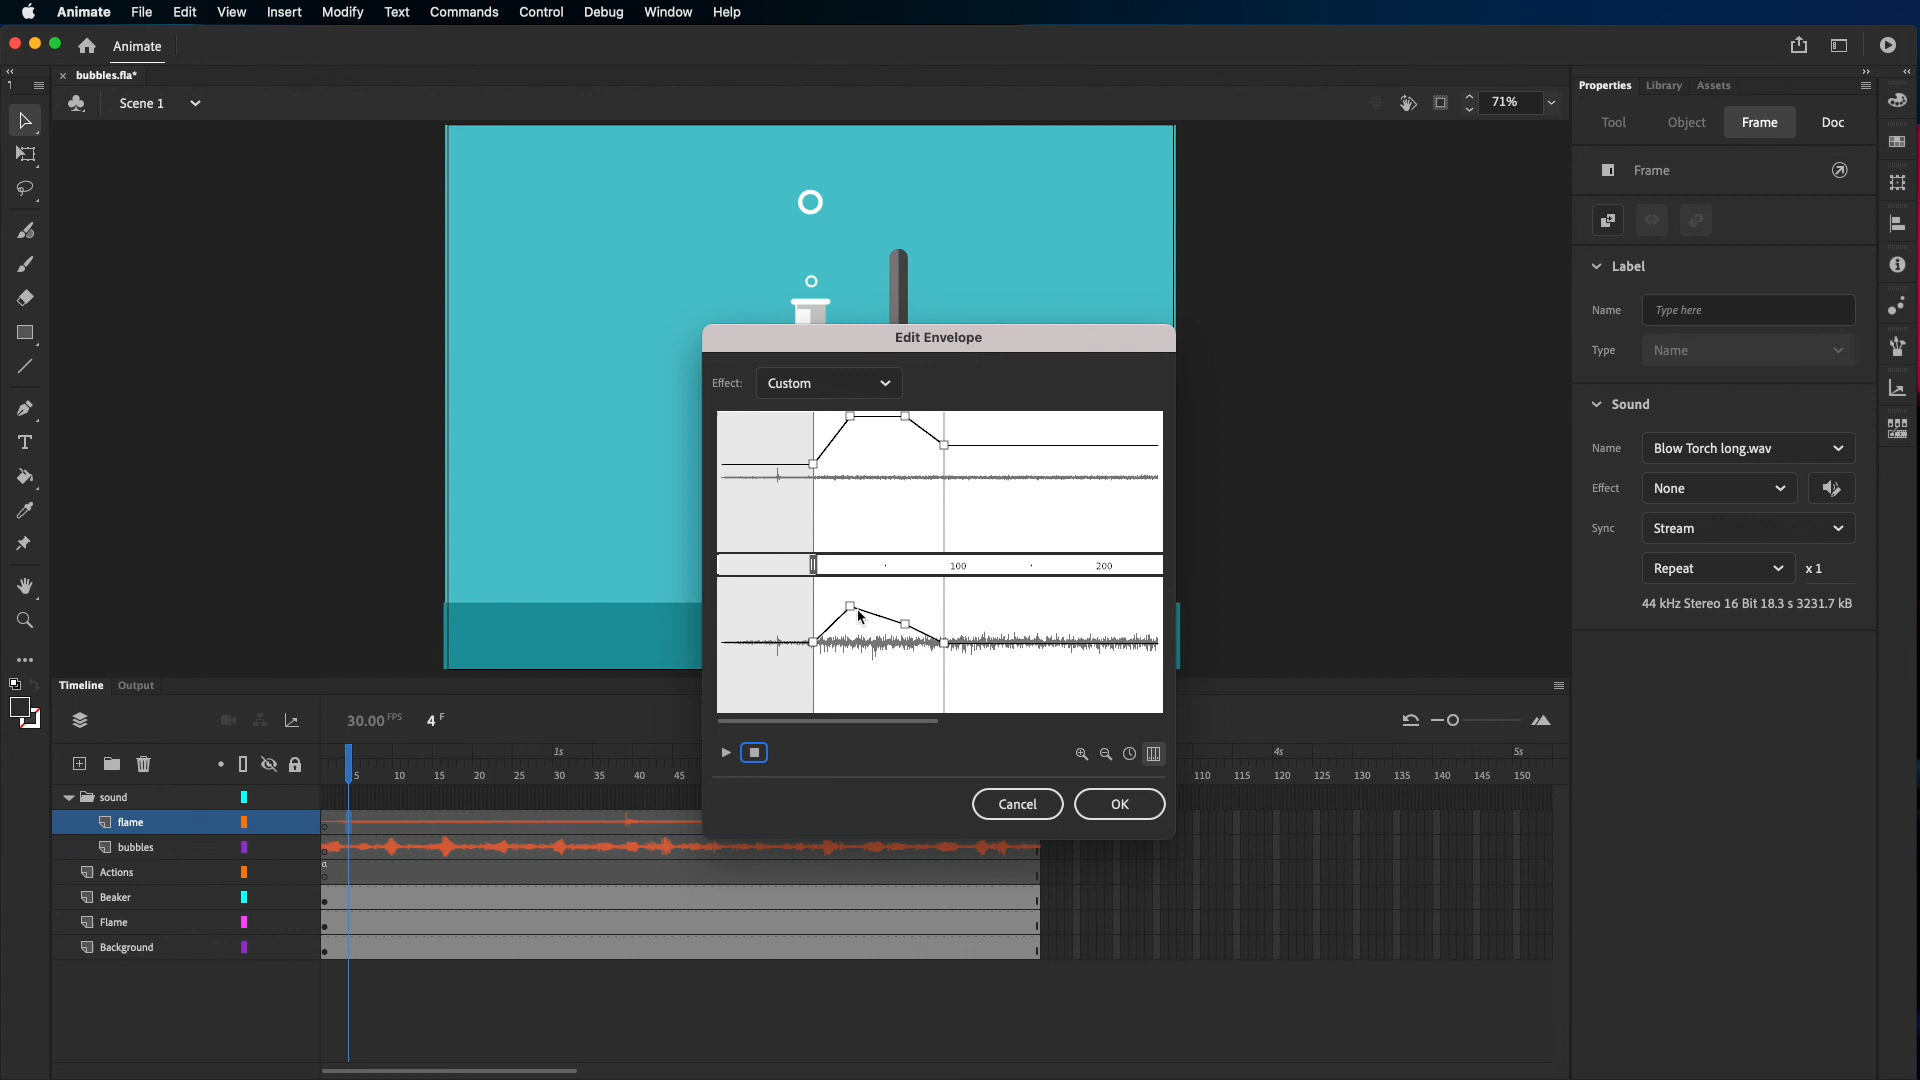 Animate File Edit View Insert Modify Text Commands Control Debug Window Help
Animate
bubbles.fla*
Scene 1
71%
Properties Library Assets
Tool Object Frame Doc
Frame
Label
Name Type here
Type Name
Sound
Name Blow Torch long.wav
Effect None
Sync Stream
Repeat x 1
44 kHz Stereo 16 Bit 18.3 s 3231.7 kB
Edit Envelope
Effect: Custom
100 200
Cancel OK
Timeline Output
30.00 FPS 4 F
1s 4s 5s
5 10 15 20 25 30 35 40 45 110 115 120 125 130 135 140 145 150
sound
flame
bubbles
Actions
Beaker
Flame
Background